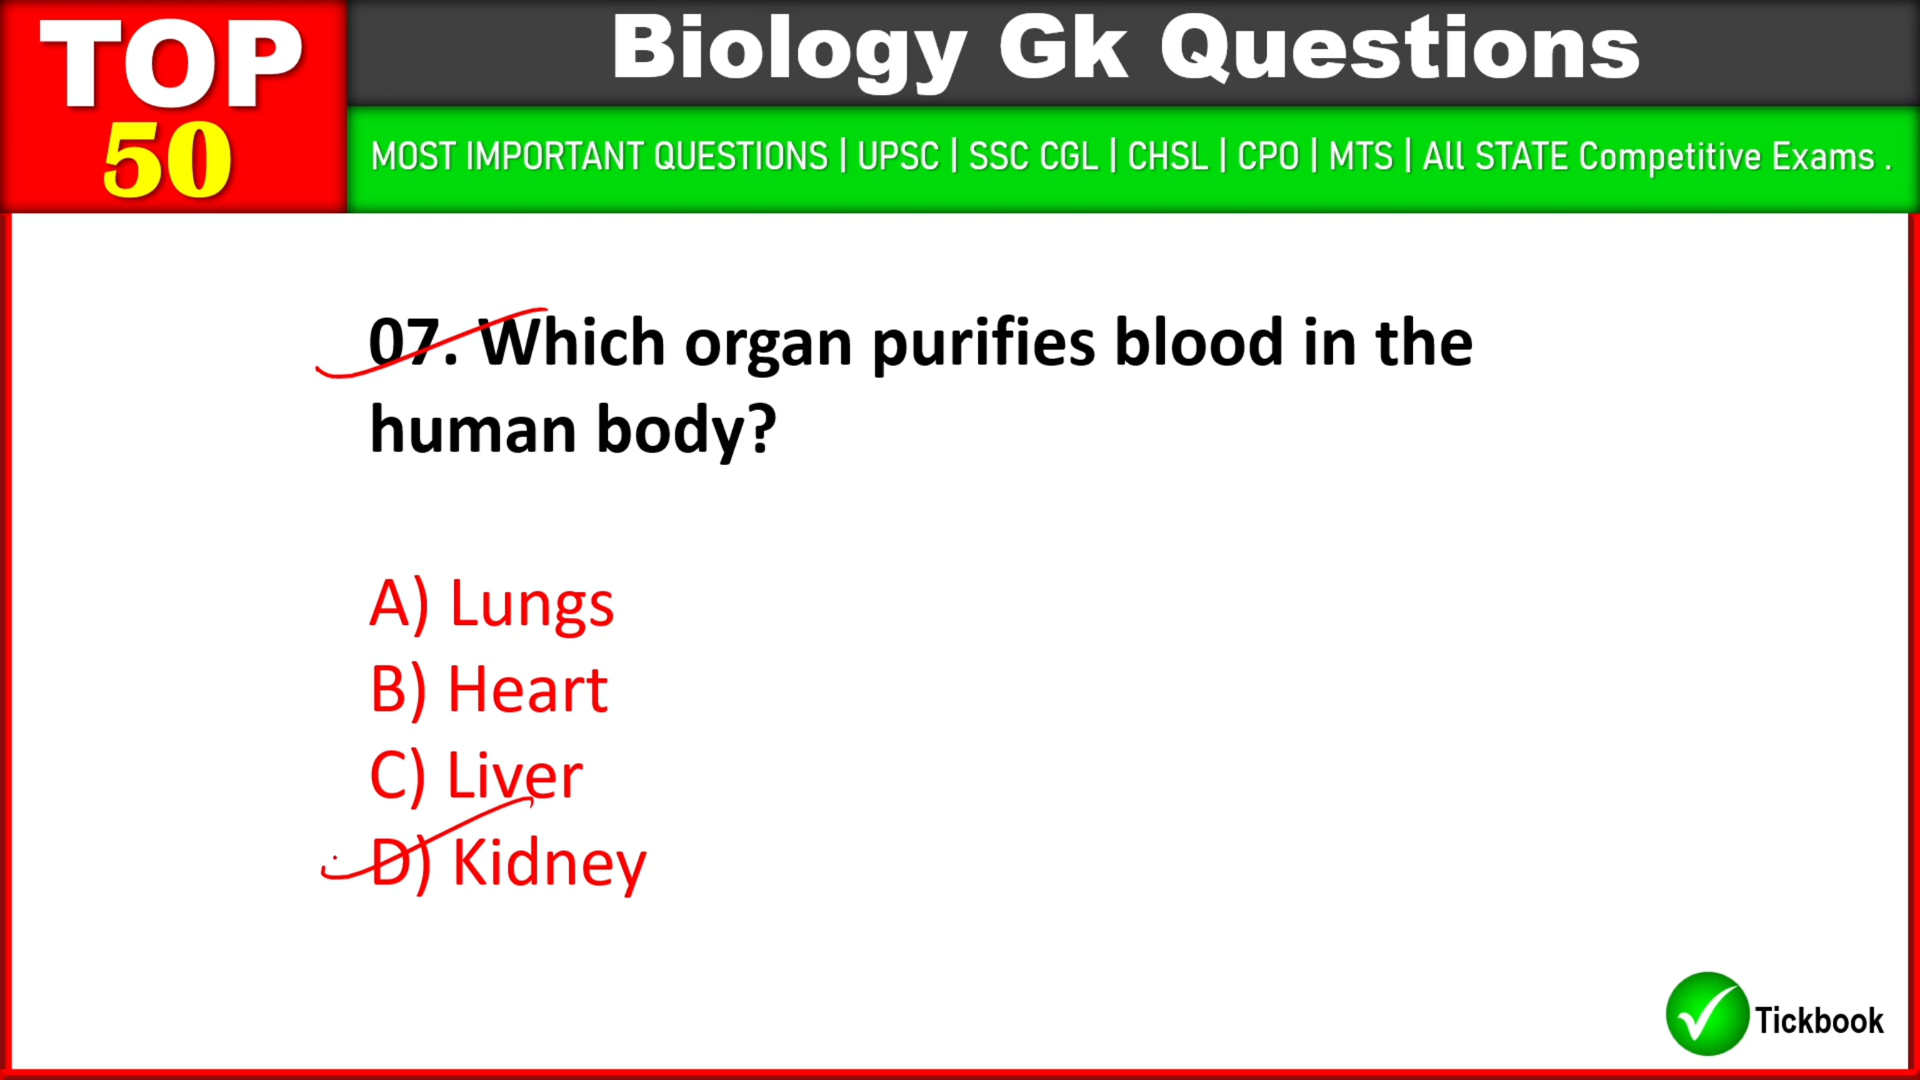 TOP
50
Biology Gk Questions
MOST IMPORTANT QUESTIONS | UPSC | SSC CGL | CHSL | CPO | MTS | All STATE Competitive Exams .
07. Which organ purifies blood in the
human body?
A) Lungs
B) Heart
C) Liver
D) Kidney
Tickbook